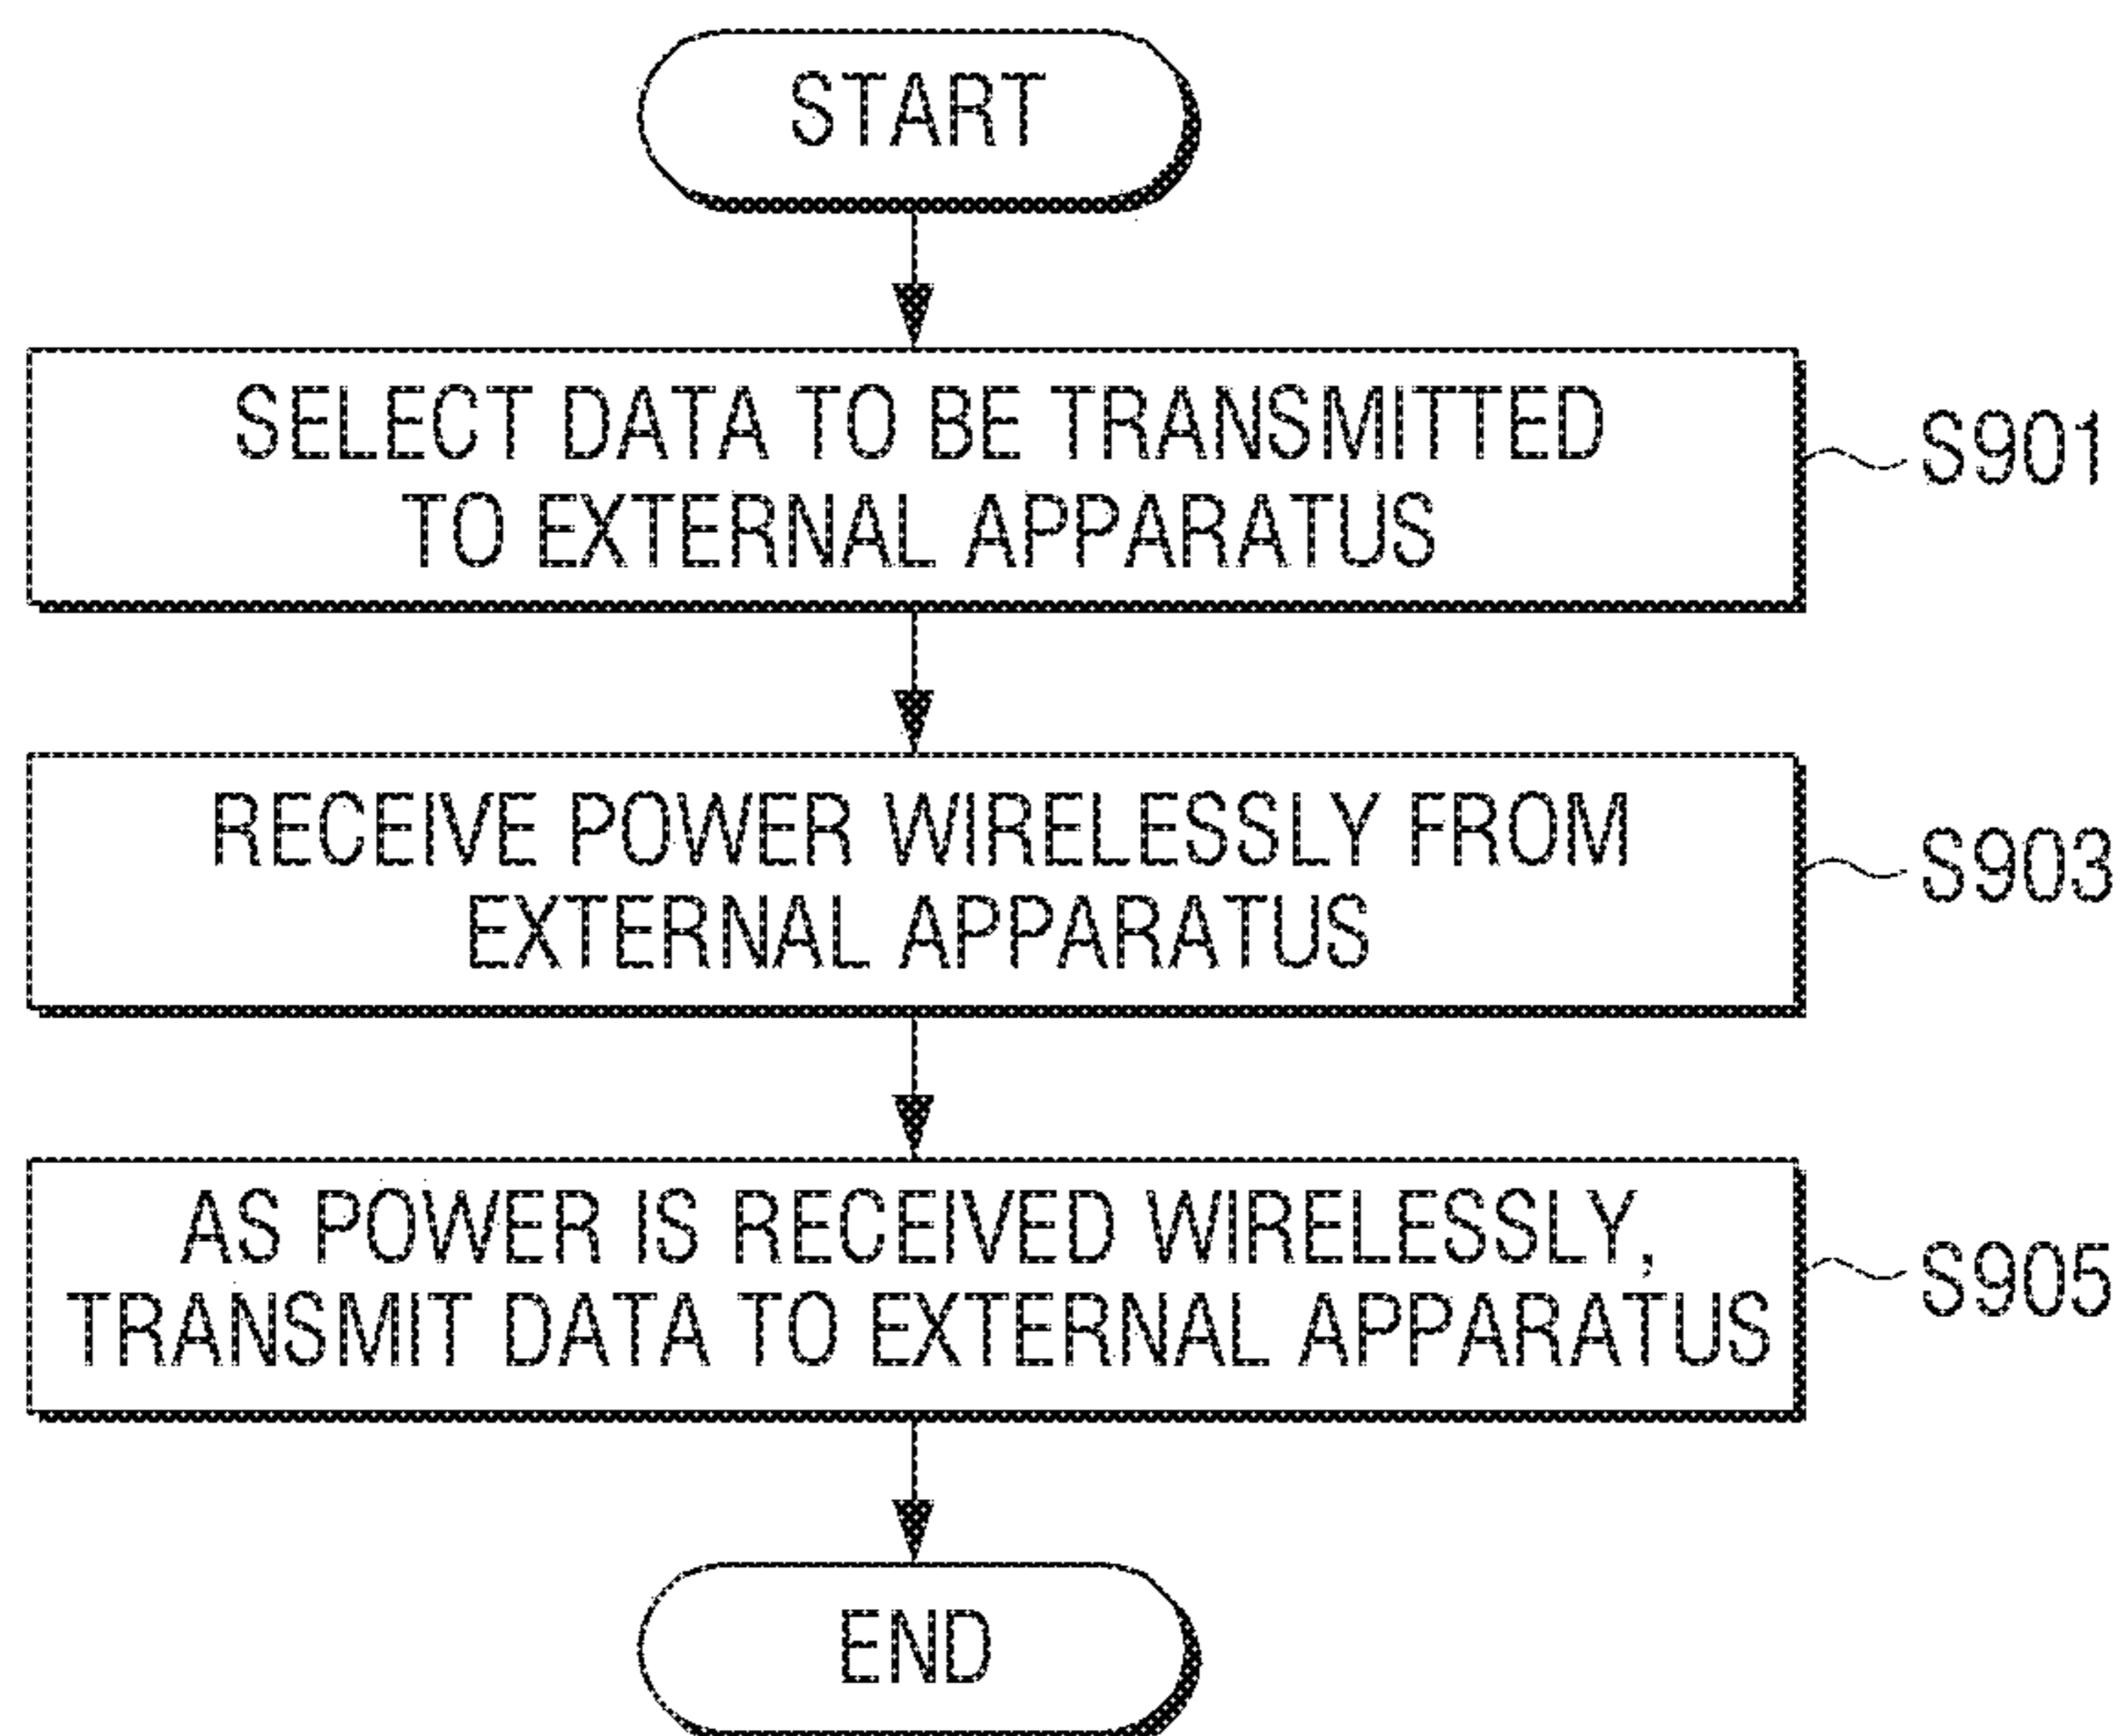 START
SELECT DATA TO BE TRANSMITTED
TO EXTERNAL APPARATUS
S901
RECEIVE POWER WIRELESSLY FROM
EXTERNAL APPARATUS
S903
AS POWER IS RECEIVED WIRELESSLY,
TRANSMIT DATA TO EXTERNAL APPARATUS
S905
END